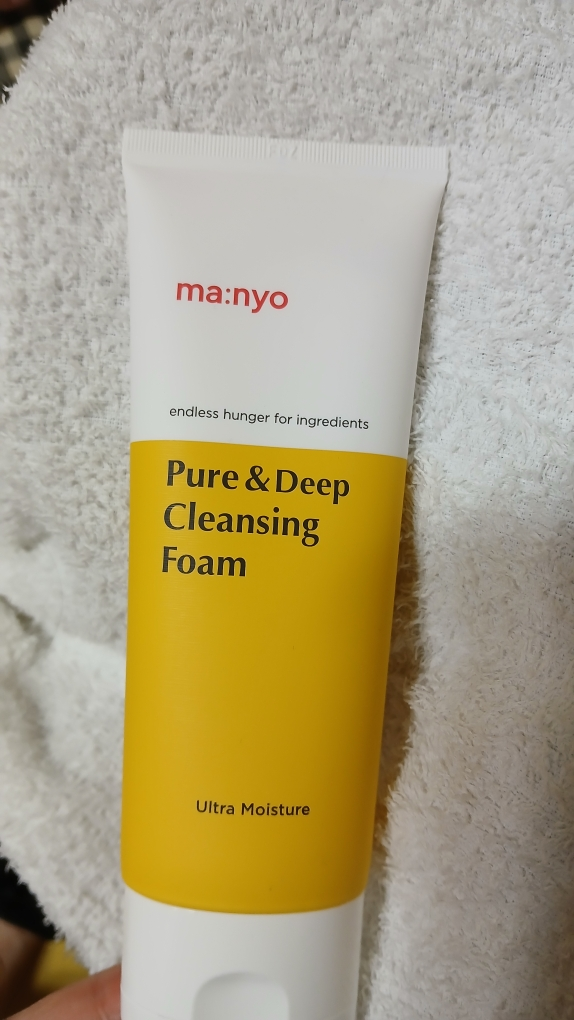 ma:nyo
endless hunger for ingredients
Pure & Deep
Cleansing
Foam
Ultra Moisture